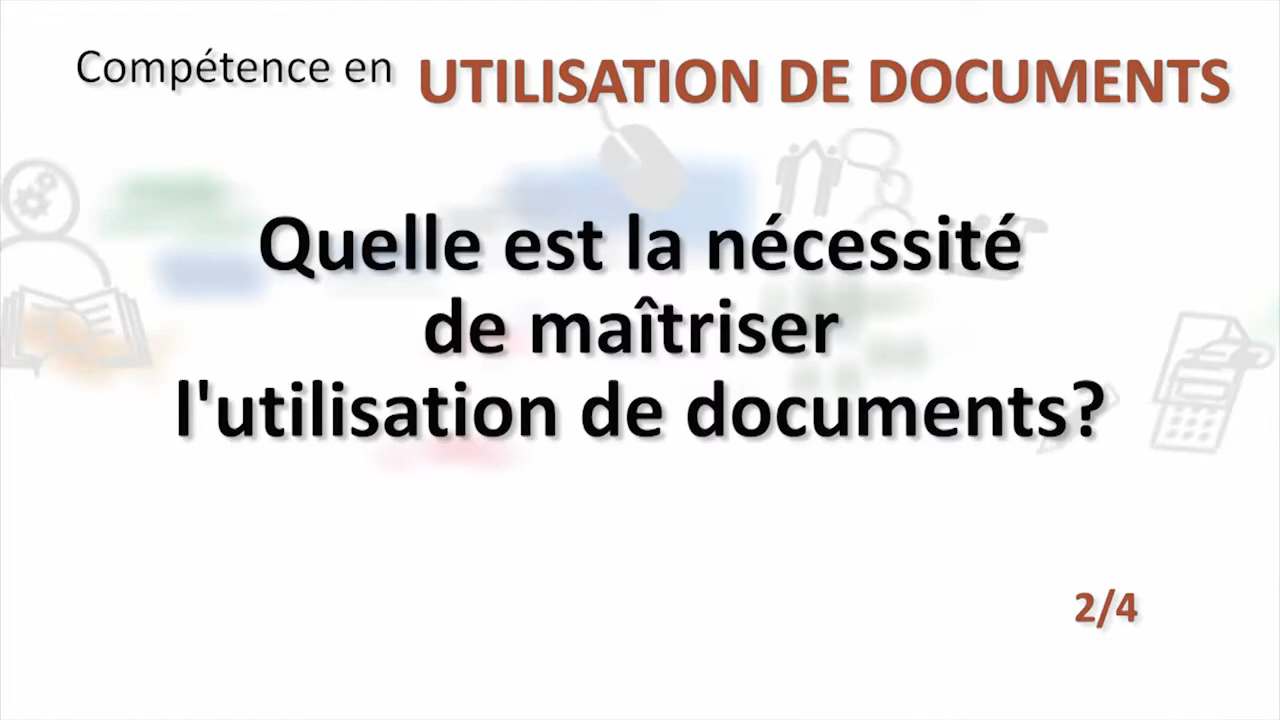 Compétence en UTILISATION DE DOCUMENTS
Quelle est la nécessité
de maîtriser
l'utilisation de documents?
2/4